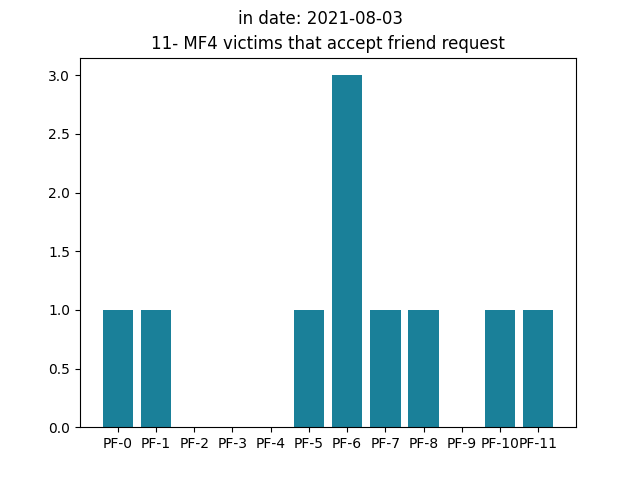 in date: 2021-08-03
11- MF4 victims that accept friend request
3.0
2.5
2.0
1.5
1.0
0.5
0.0
PF-0 PF-1 PF-2 PF-3 PF-4 PF-5 PF-6 PF-7 PF-8 PF-9 PF-10 PF-11